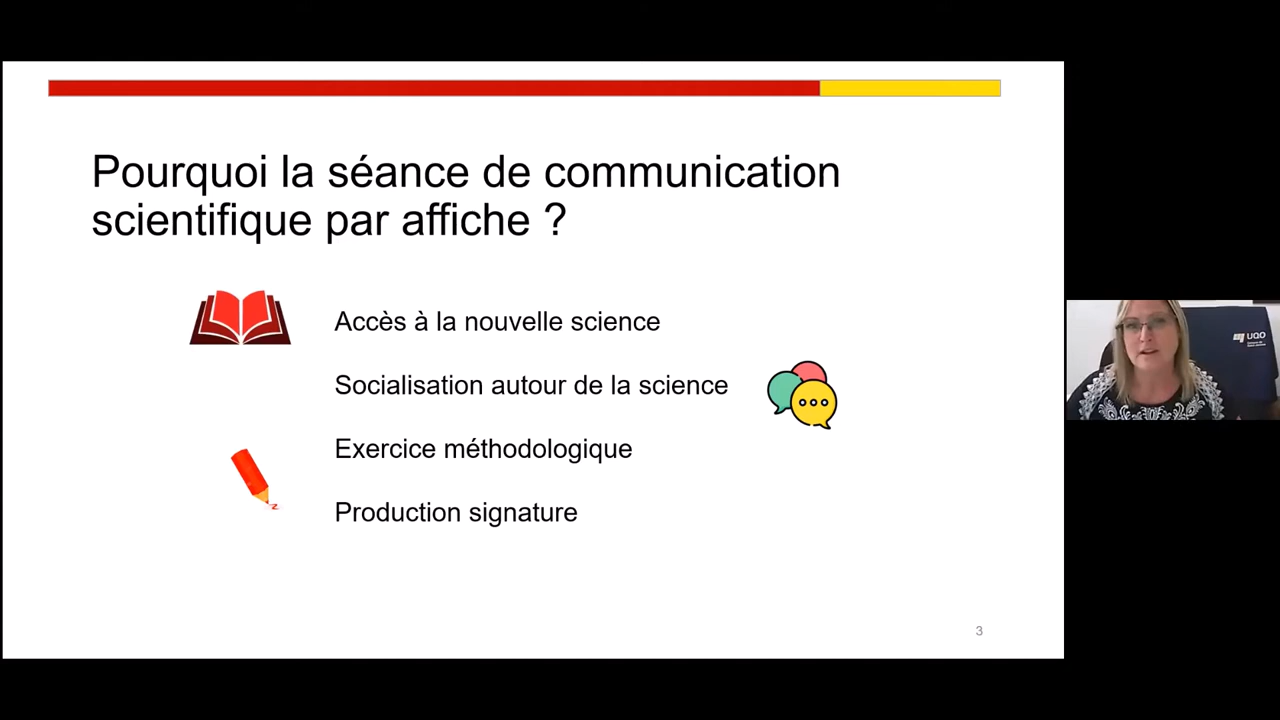 Pourquoi la séance de communication
scientifique par affiche ?
Accès à la nouvelle science
Socialisation autour de la science
Exercice méthodologique
Production signature
3
UQO